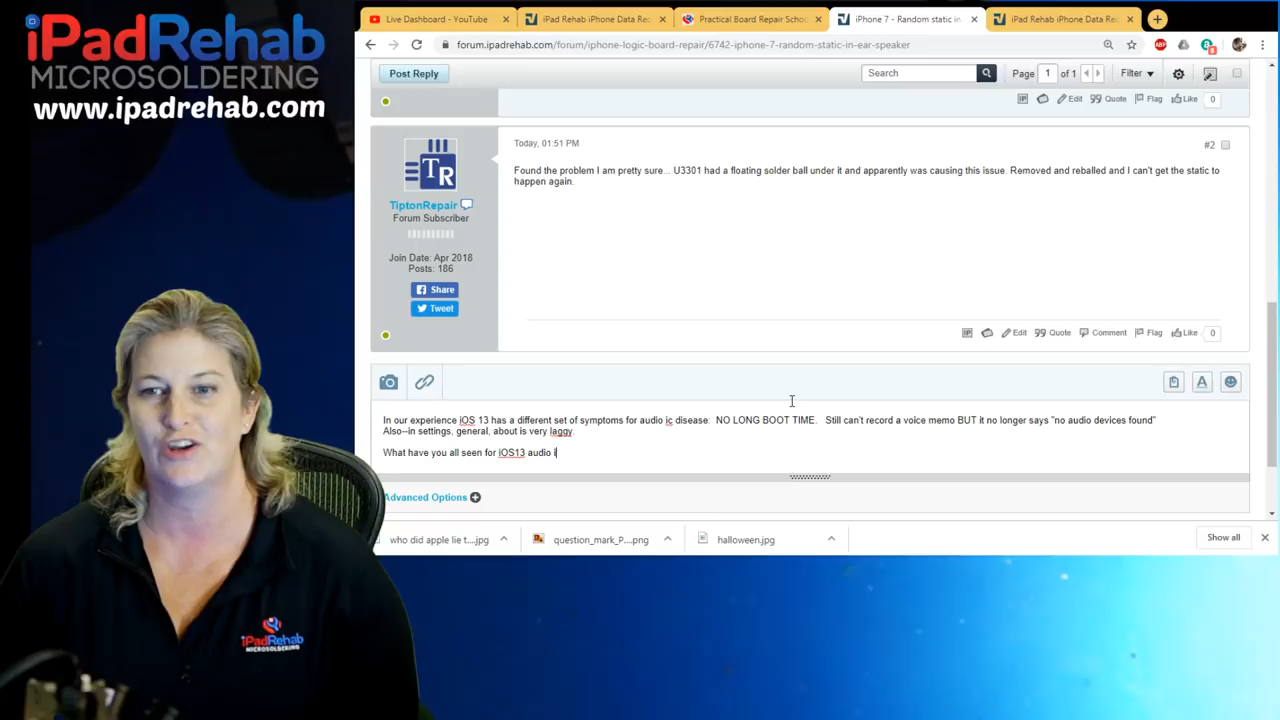 iPadRehab
MICROSOLDERING
www.ipadrehab.com
Live Dashboard - YouTube
iPad Rehab iPhone Data Rec
Practical Board Repair Schoo
iPhone 7 - Random static in
iPad Rehab iPhone Data Rec
forum.ipadrehab.com/forum/iphone-logic-board-repair/6742-iphone-7-random-static-in-ear-speaker
ABP
8
Post Reply
Search
Page 1 of 1
Filter
Edit Quote Flag Like 0
TR
TiptonRepair
Forum Subscriber
Join Date: Apr 2018
Posts: 186
Share
Tweet
Today, 01:51 PM
#2
Found the problem I am pretty sure... U3301 had a floating solder ball under it and apparently was causing this issue. Removed and reballed and I can't get the static to
happen again.
Edit Quote Comment Flag Like 0
In our experience iOS 13 has a different set of symptoms for audio ic disease: NO LONG BOOT TIME. Still can't record a voice memo BUT it no longer says "no audio devices found"
Also--in settings, general, about is very laggy.
What have you all seen for iOS13 audio i
Advanced Options
who did apple lie t....jpg
question_mark_P....png
halloween.jpg
Show all
iPadRehab
MICROSOLDERING